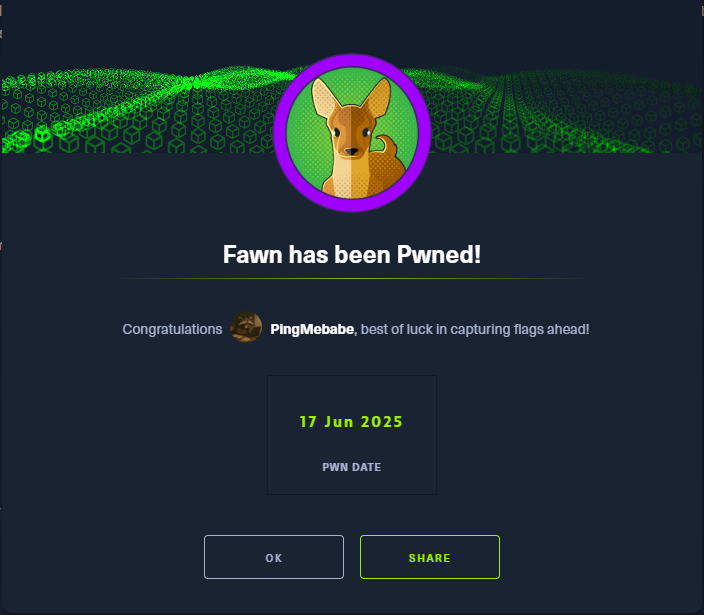 Fawn has been Pwned!
Congratulations PingMebabe, best of luck in capturing flags ahead!
17 Jun 2025
PWN DATE
OK
SHARE